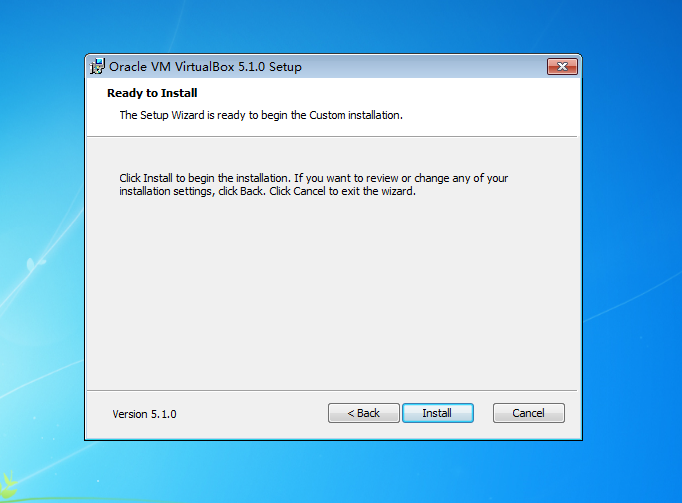 Oracle VM VirtualBox 5.1.0 Setup
Ready to Install
The Setup Wizard is ready to begin the Custom installation.
Click Install to begin the installation. If you want to review or change any of your
installation settings, click Back. Click Cancel to exit the wizard.
Version 5.1.0
< Back
Install
Cancel